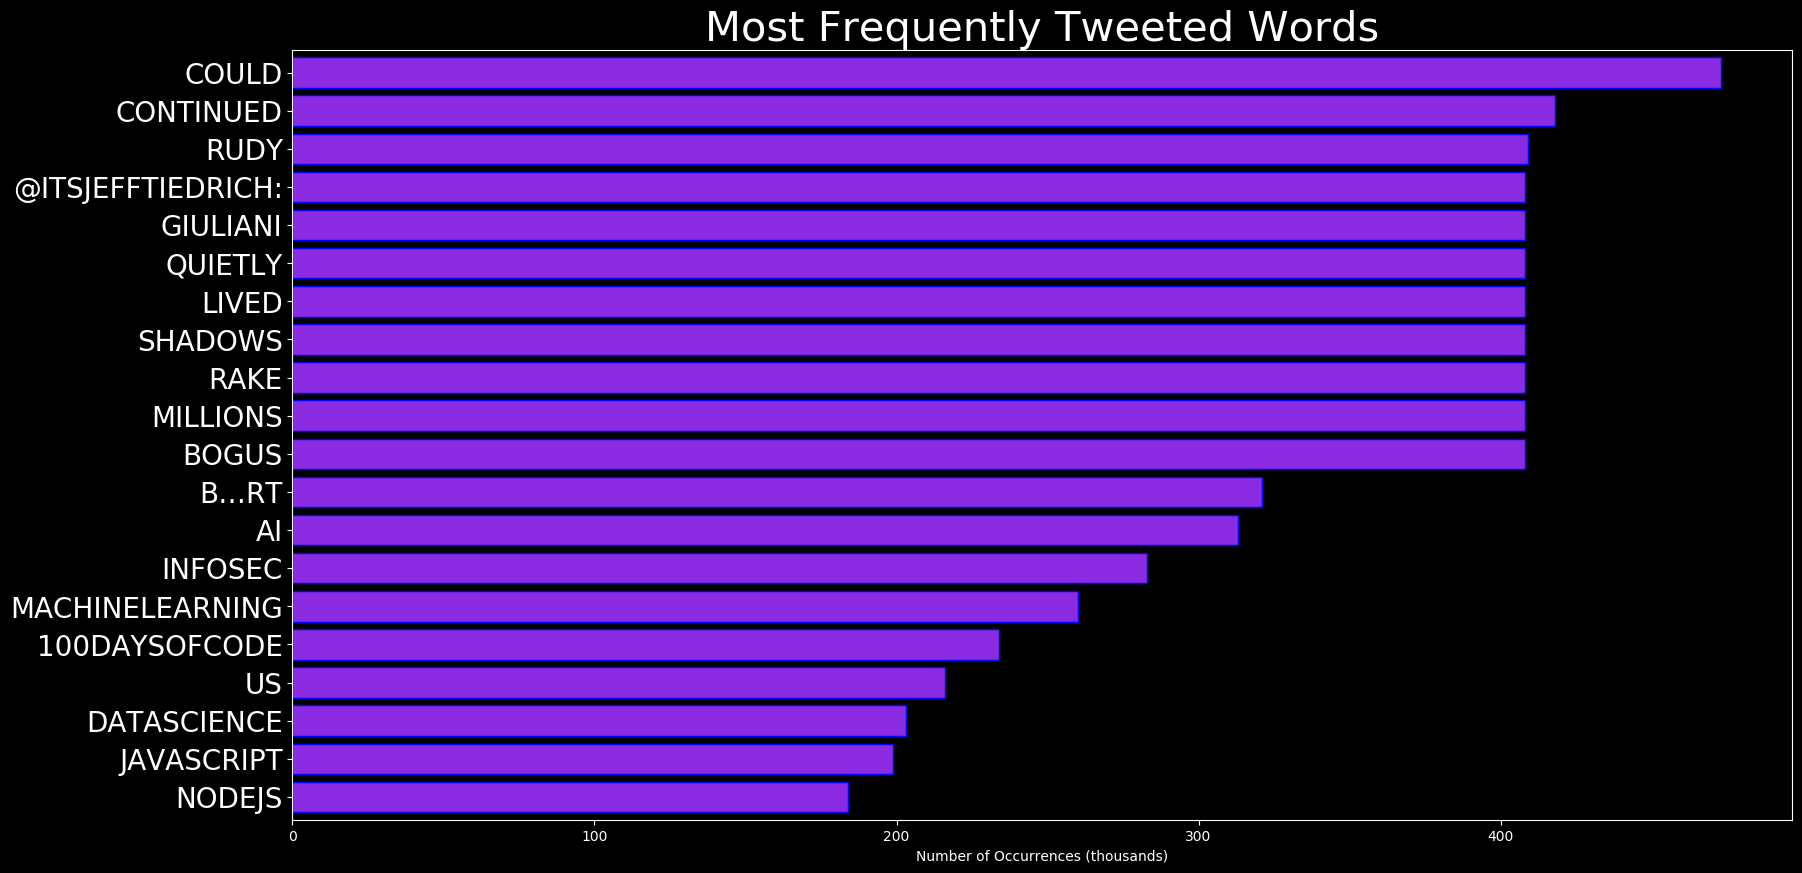 Most Frequently Tweeted Words
COULD
CONTINUED
RUDY
@ITSJEFFTIEDRICH:
GIULIANI
QUIETLY
LIVED
SHADOWS
RAKE
MILLIONS
BOGUS
B…RT
AI
INFOSEC
MACHINELEARNING
100DAYSOFCODE
US
DATASCIENCE
JAVASCRIPT
NODEJS
0 100 200 300 400
Number of Occurrences (thousands)